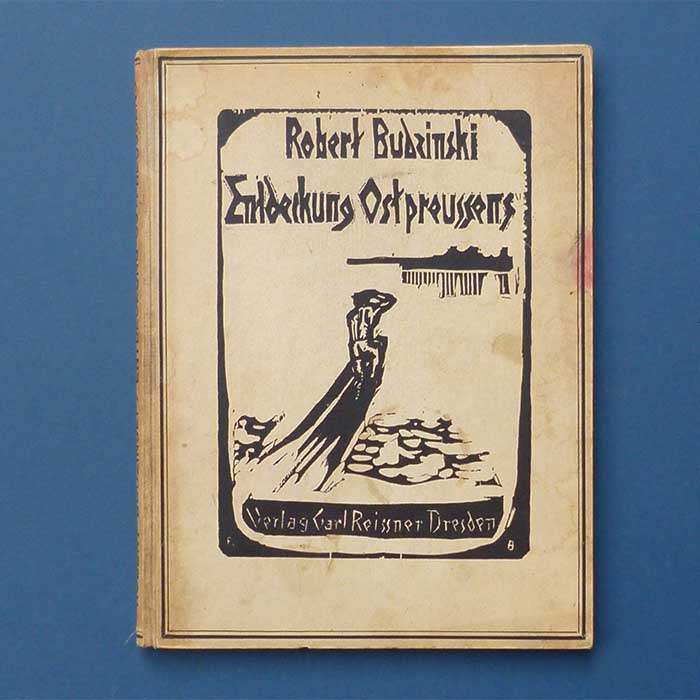 Robert Budzinski
Entdeckung Ostpreussens
Verlag Carl Reissner Dresden
R. B